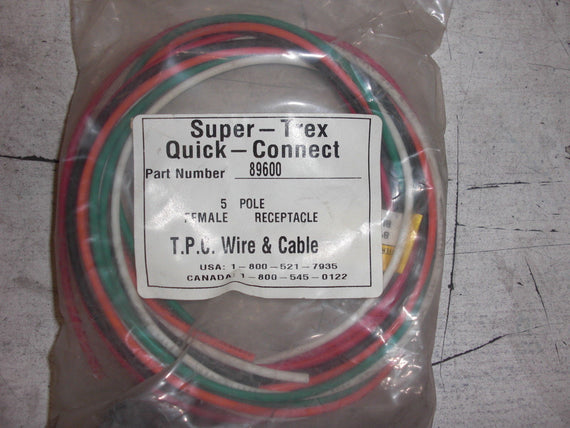 Super-Trex
Quick-Connect
Part Number 89600
5 POLE
FEMALE RECEPTACLE
T.P.C. Wire & Cable
USA: 1-800-521-7935
CANADA: 1-800-545-0122